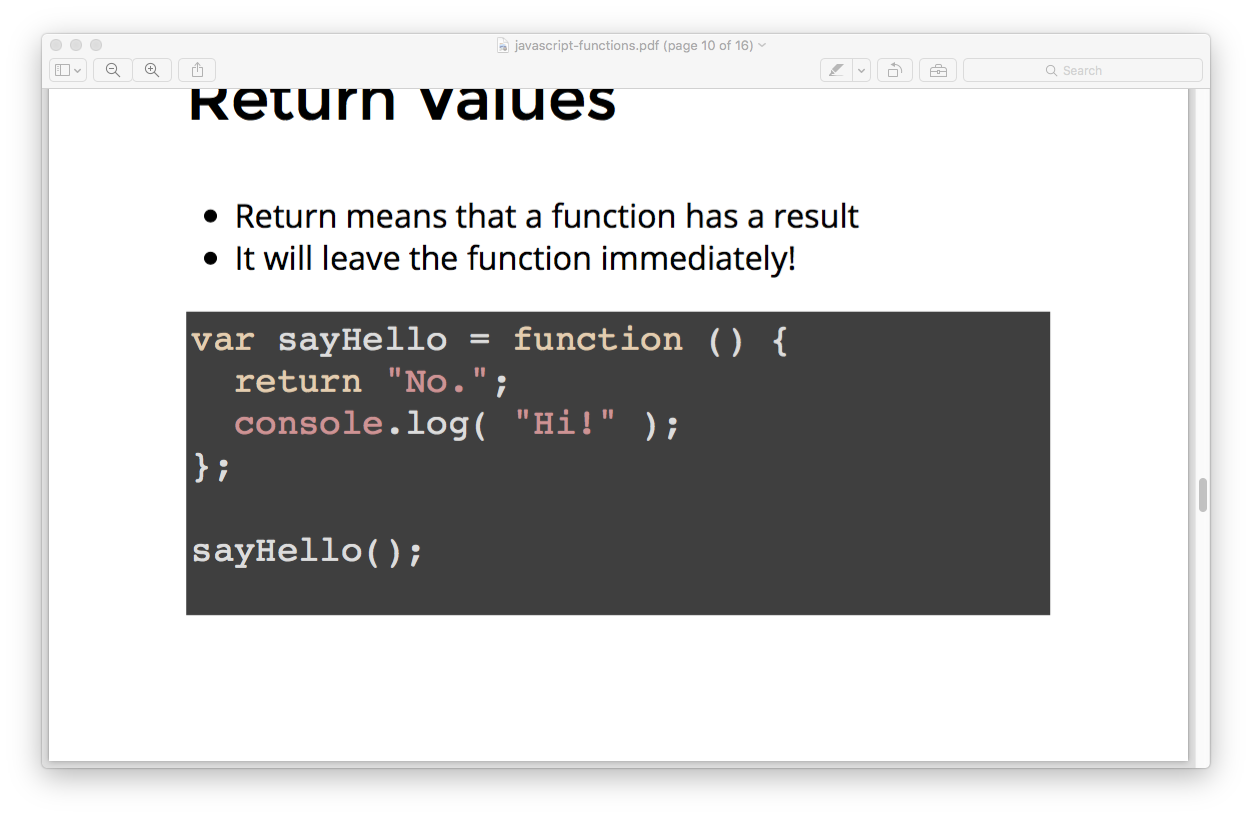 javascript-functions.pdf (page 10 of 16)
Search
Return Values
• Return means that a function has a result
• It will leave the function immediately!
var sayHello = function () {
  return "No.";
  console.log( "Hi!" );
};
sayHello();